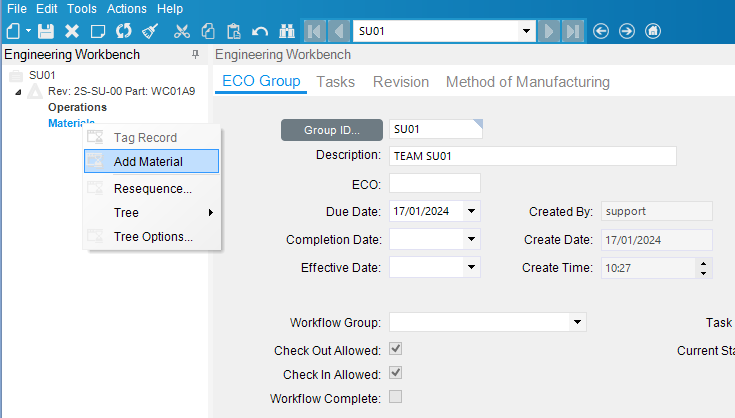 File Edit Tools Actions Help
SU01
Engineering Workbench
Engineering Workbench
SU01
Rev: 2S-SU-00 Part: WC01A9
Operations
Materials
Tag Record
Add Material
Resequence...
Tree
Tree Options...
ECO Group Tasks Revision Method of Manufacturing
Group ID... SU01
Description: TEAM SU01
ECO:
Due Date: 17/01/2024 Created By: support
Completion Date: Create Date: 17/01/2024
Effective Date: Create Time: 10:27
Workflow Group: Task
Check Out Allowed: Current Sta
Check In Allowed:
Workflow Complete: